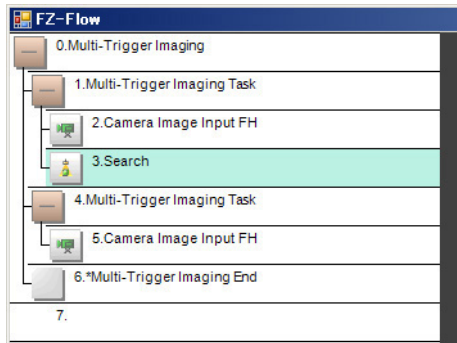 FZ-Flow
0.Multi-Trigger Imaging
1.Multi-Trigger Imaging Task
2.Camera Image Input FH
3.Search
4.Multi-Trigger Imaging Task
5.Camera Image Input FH
6.*Multi-Trigger Imaging End
7.